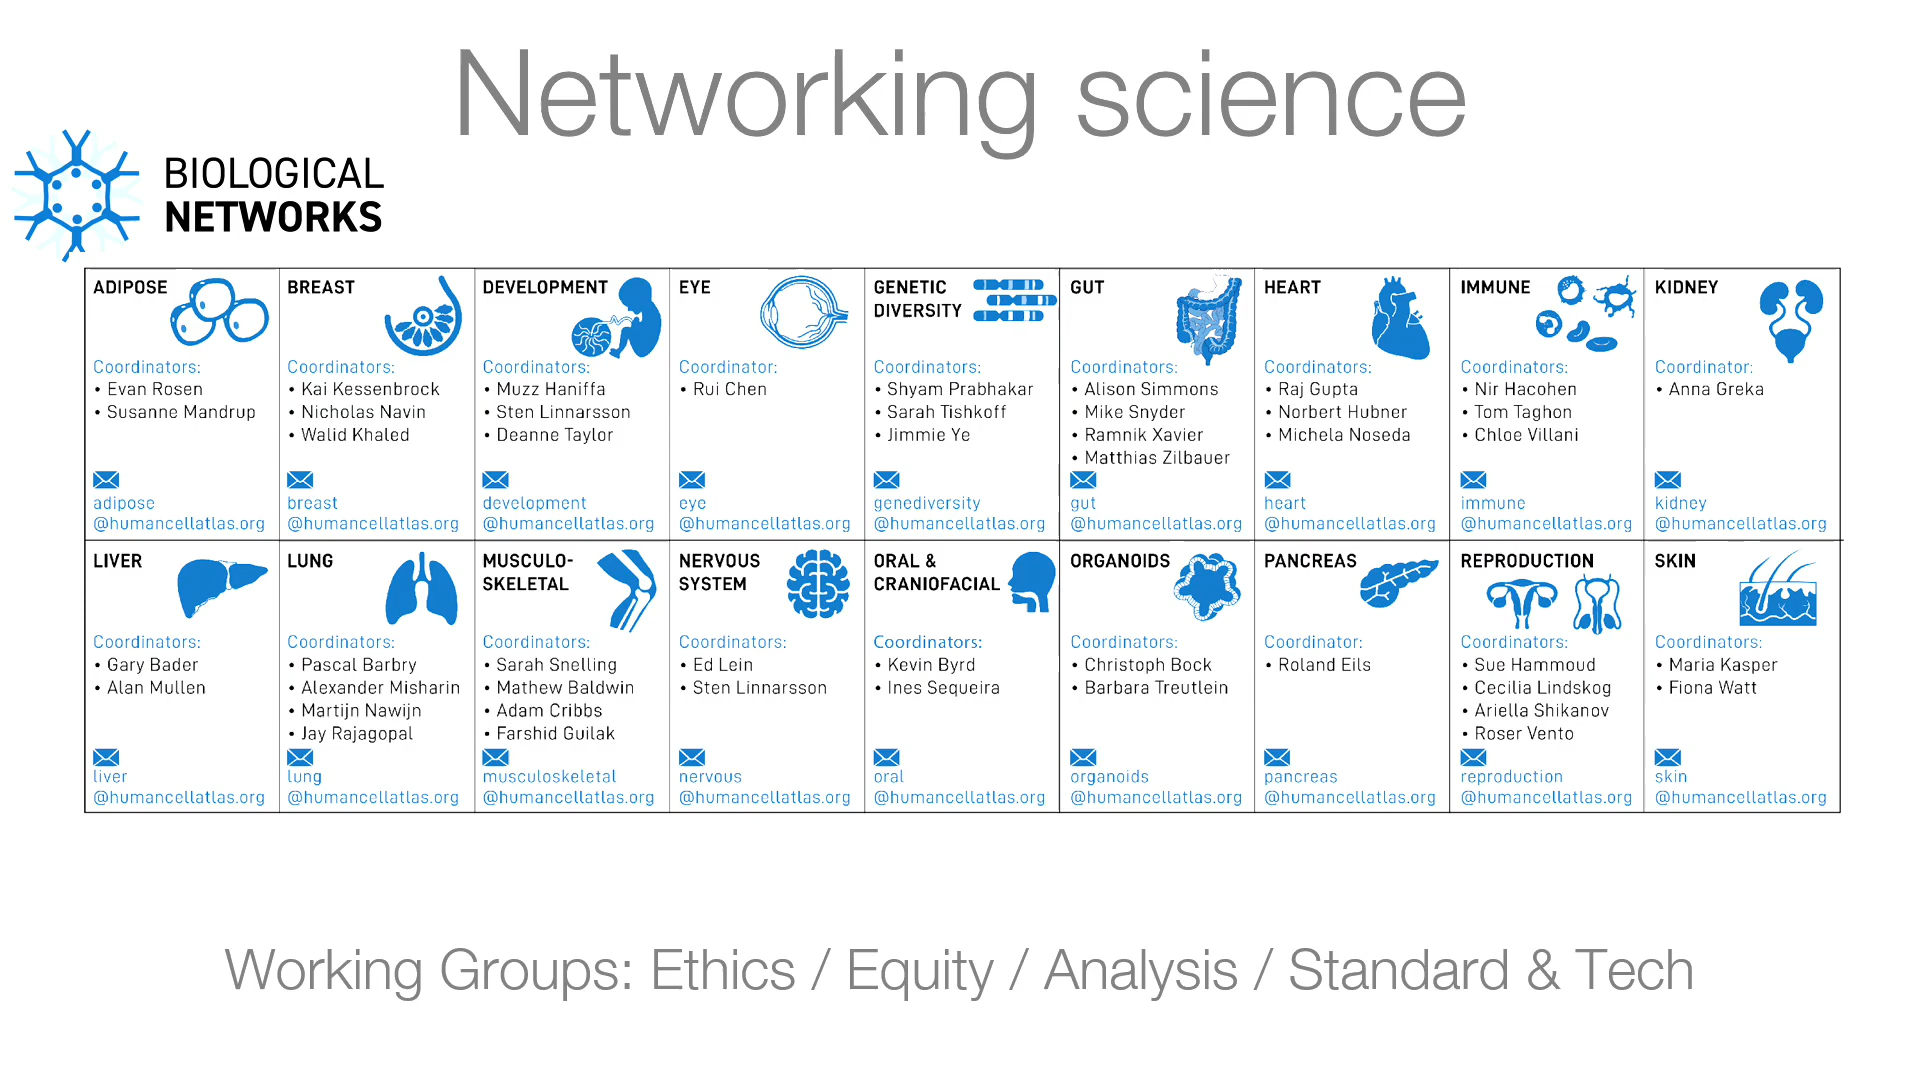 Networking science
BIOLOGICAL
NETWORKS
ADIPOSE
Coordinators:
• Evan Rosen
• Susanne Mandrup
adipose
@humancellatlas.org
BREAST
Coordinators:
• Kai Kessenbrock
• Nicholas Navin
• Walid Khaled
breast
@humancellatlas.org
DEVELOPMENT
Coordinators:
• Muzz Haniffa
• Sten Linnarsson
• Deanne Taylor
development
@humancellatlas.org
EYE
Coordinator:
• Rui Chen
eye
@humancellatlas.org
GENETIC
DIVERSITY
Coordinators:
• Shyam Prabhakar
• Sarah Tishkoff
• Jimmie Ye
genediversity
@humancellatlas.org
GUT
Coordinators:
• Alison Simmons
• Mike Snyder
• Ramnik Xavier
• Matthias Zilbauer
gut
@humancellatlas.org
HEART
Coordinators:
• Raj Gupta
• Norbert Hubner
• Michela Noseda
heart
@humancellatlas.org
IMMUNE
Coordinators:
• Nir Hacohen
• Tom Taghon
• Chloe Villani
immune
@humancellatlas.org
KIDNEY
Coordinator:
• Anna Greka
kidney
@humancellatlas.org
LIVER
Coordinators:
• Gary Bader
• Alan Mullen
liver
@humancellatlas.org
LUNG
Coordinators:
• Pascal Barbry
• Alexander Misharin
• Martijn Nawijn
• Jay Rajagopal
lung
@humancellatlas.org
MUSCULO-
SKELETAL
Coordinators:
• Sarah Snelling
• Mathew Baldwin
• Adam Cribbs
• Farshid Guilak
musculoskeletal
@humancellatlas.org
NERVOUS
SYSTEM
Coordinators:
• Ed Lein
• Sten Linnarsson
nervous
@humancellatlas.org
ORAL &
CRANIOFACIAL
Coordinators:
• Kevin Byrd
• Ines Sequeira
oral
@humancellatlas.org
ORGANOIDS
Coordinators:
• Christoph Bock
• Barbara Treutlein
organoids
@humancellatlas.org
PANCREAS
Coordinator:
• Roland Eils
pancreas
@humancellatlas.org
REPRODUCTION
Coordinators:
• Sue Hammoud
• Cecilia Lindskog
• Ariella Shikanov
• Roser Vento
reproduction
@humancellatlas.org
SKIN
Coordinators:
• Maria Kasper
• Fiona Watt
skin
@humancellatlas.org
Working Groups: Ethics / Equity / Analysis / Standard & Tech